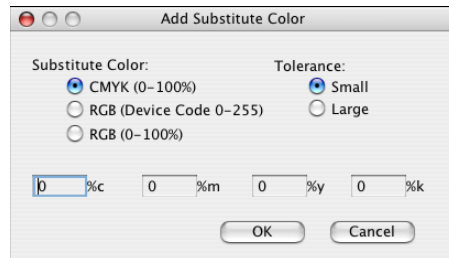 Add Substitute Color
Substitute Color:
CMYK (0-100%)
RGB (Device Code 0-255)
RGB (0-100%)
Tolerance:
Small
Large
0 %c 0 %m 0 %y 0 %k
OK Cancel